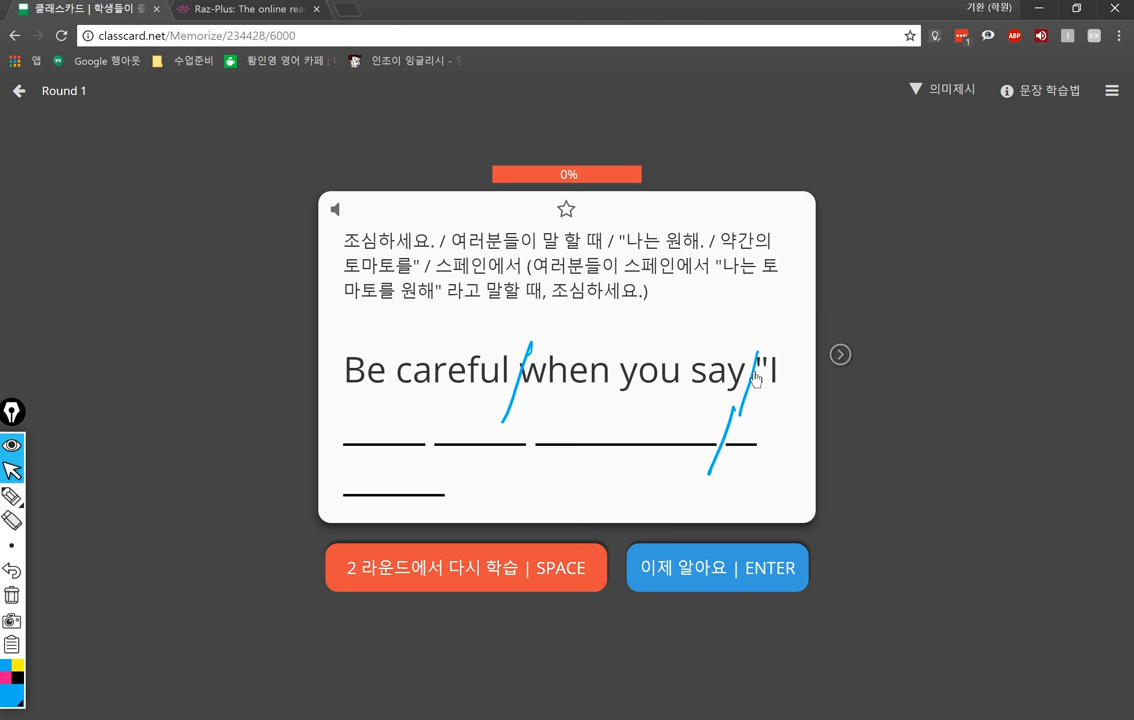 클래스카드 | 학생들이 클
Raz-Plus: The online rea
기환 (학원)
classcard.net/Memorize/234428/6000
앱
Google 행아웃
수업준비
황인영 영어 카페 :
인조이 잉글리시 -
Round 1
의미제시
문장 학습법
0%
조심하세요. / 여러분들이 말 할 때 / "나는 원해. / 약간의
토마토를" / 스페인에서 (여러분들이 스페인에서 "나는 토
마토를 원해" 라고 말할 때, 조심하세요.)
Be careful when you say "I
2 라운드에서 다시 학습 | SPACE
이제 알아요 | ENTER
ABP
1